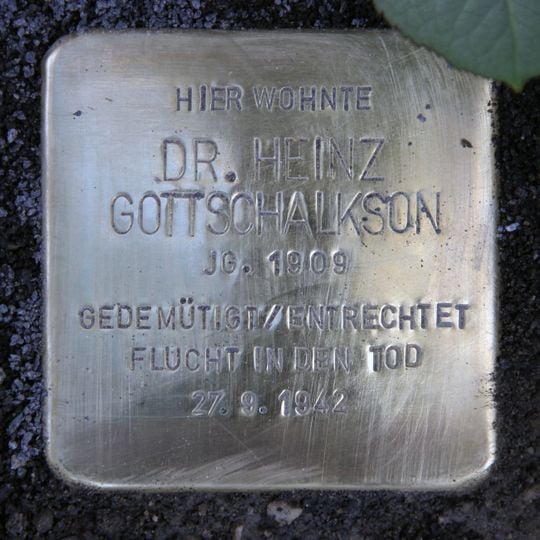 HIER WOHNTE
DR. HEINZ
GOTTSCHALKSON
JG. 1909
GEDEMÜTIGT/ENTRECHTET
FLUCHT IN DEN TOD
27. 9. 1942